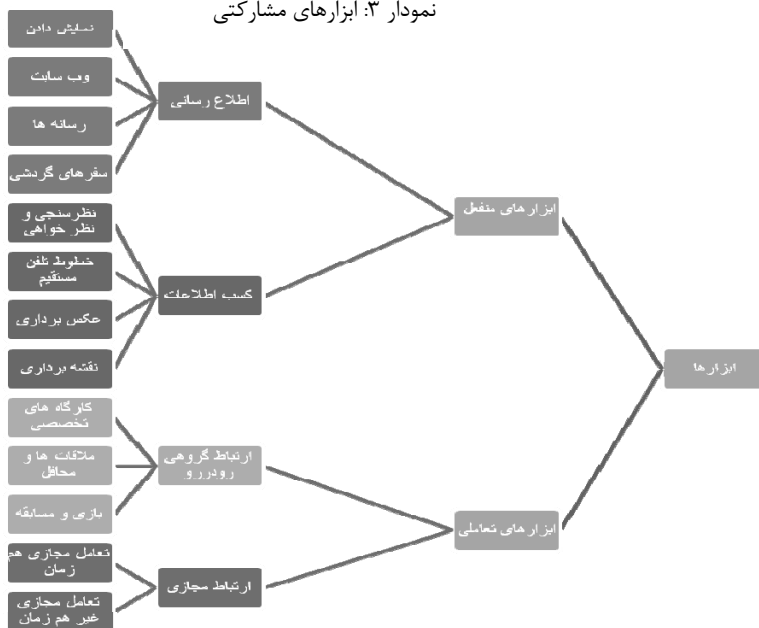 نمودار ۳: ابزارهای مشارکتی
ابزارها
ابزارهای منفعل
اطلاع رسانی
نمایش دادن
وب سایت
رسانه ها
سفرهای گردشی
کسب اطلاعات
نظرسنجی و
نظر خواهی
خطوط تلفن
مستقیم
عکس برداری
نقشه برداری
ابزارهای تعاملی
ارتباط گروهی
رودررو
کارگاه های
تخصصی
ملاقات ها و
محافل
بازی و مسابقه
ارتباط مجازی
تعامل مجازی هم
زمان
تعامل مجازی
غیر هم زمان